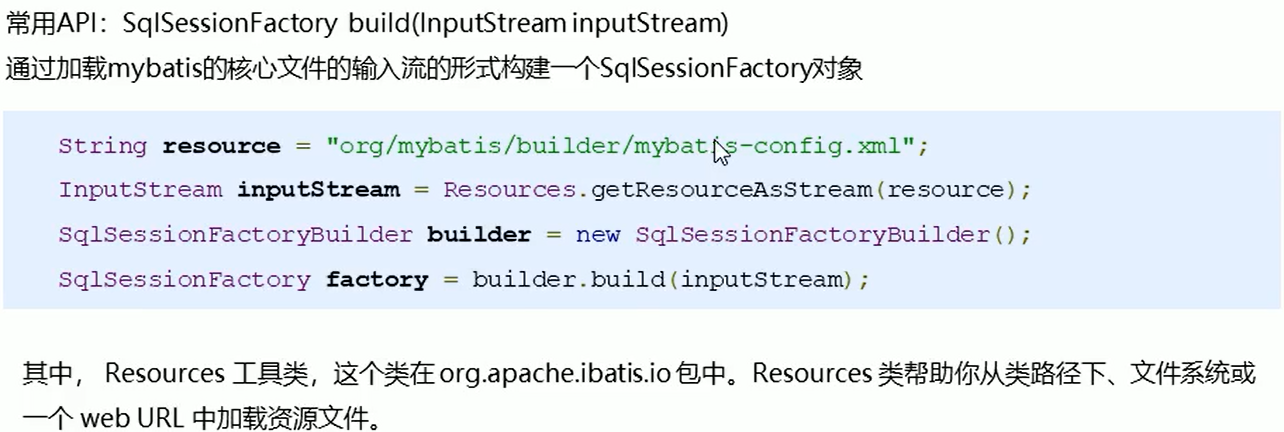 常用API：SqlSessionFactory build(InputStream inputStream)
通过加载mybatis的核心文件的输入流的形式构建一个SqlSessionFactory对象
String resource = "org/mybatis/builder/mybatis-config.xml";
InputStream inputStream = Resources.getResourceAsStream(resource);
SqlSessionFactoryBuilder builder = new SqlSessionFactoryBuilder();
SqlSessionFactory factory = builder.build(inputStream);
其中， Resources 工具类，这个类在 org.apache.ibatis.io 包中。Resources 类帮助你从类路径下、文件系统或
一个 web URL 中加载资源文件。